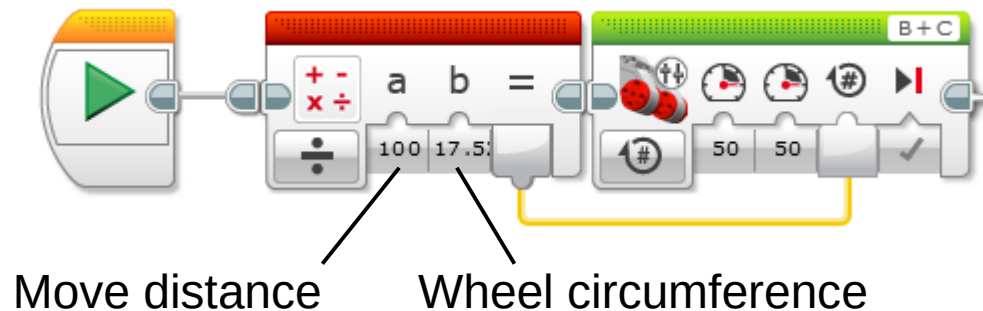 B+C
+ -
x ÷
a b =
#
÷
100 17.5
#
50 50
Move distance
Wheel circumference